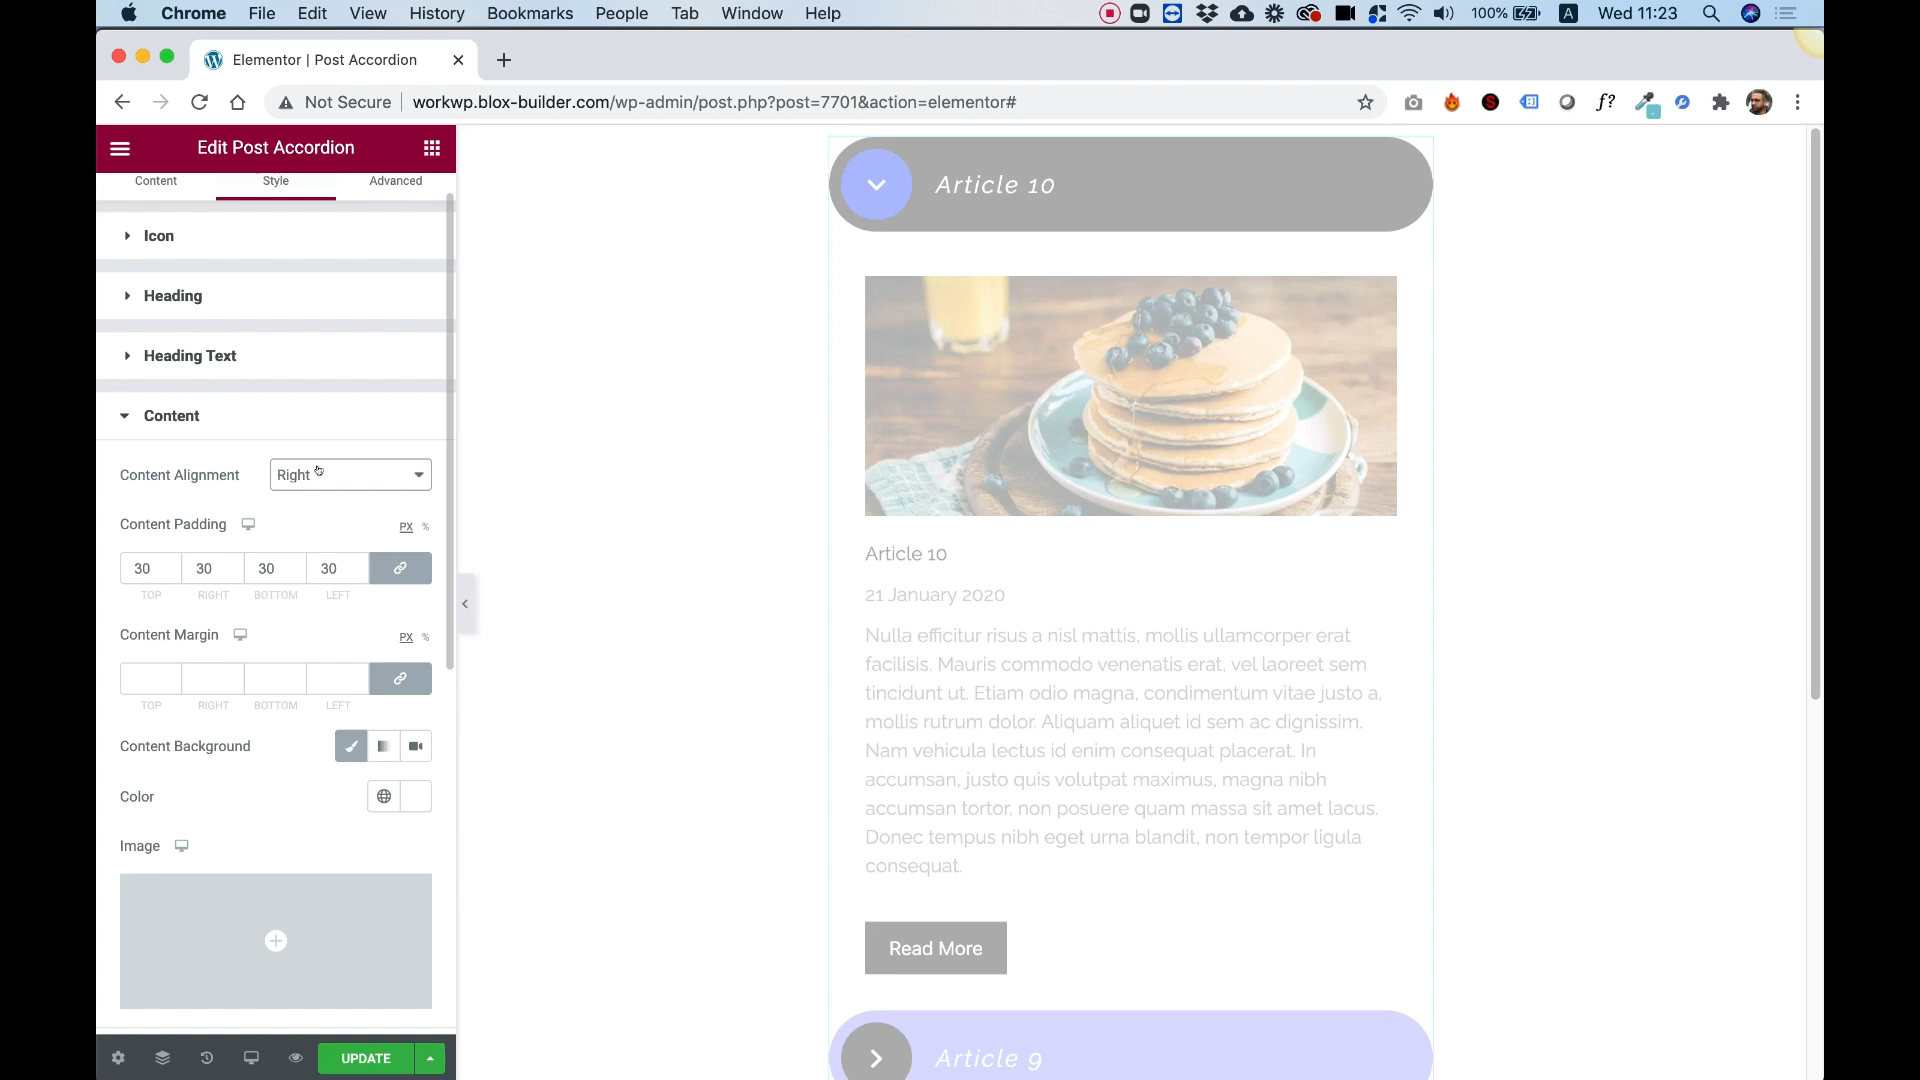 Chrome File Edit View History Bookmarks People Tab Window Help 100% A Wed 11:23
Elementor | Post Accordion
Not Secure workwp.blox-builder.com/wp-admin/post.php?post=7701&action=elementor# f?
Edit Post Accordion
Content Style Advanced
Icon
Heading
Heading Text
Content
Content Alignment Right
Content Padding PX %
30 30 30 30
TOP RIGHT BOTTOM LEFT
Content Margin PX %
TOP RIGHT BOTTOM LEFT
Content Background
Color
Image
UPDATE
Article 10
Article 10
21 January 2020
Nulla efficitur risus a nisl mattis, mollis ullamcorper erat
facilisis. Mauris commodo venenatis erat, vel laoreet sem
tincidunt ut. Etiam odio magna, condimentum vitae justo a,
mollis rutrum dolor. Aliquam aliquet id sem ac dignissim.
Nam vehicula lectus id enim consequat placerat. In
accumsan, justo quis volutpat maximus, magna nibh
accumsan tortor, non posuere quam massa sit amet lacus.
Donec tempus nibh eget urna blandit, non tempor ligula
consequat.
Read More
Article 9